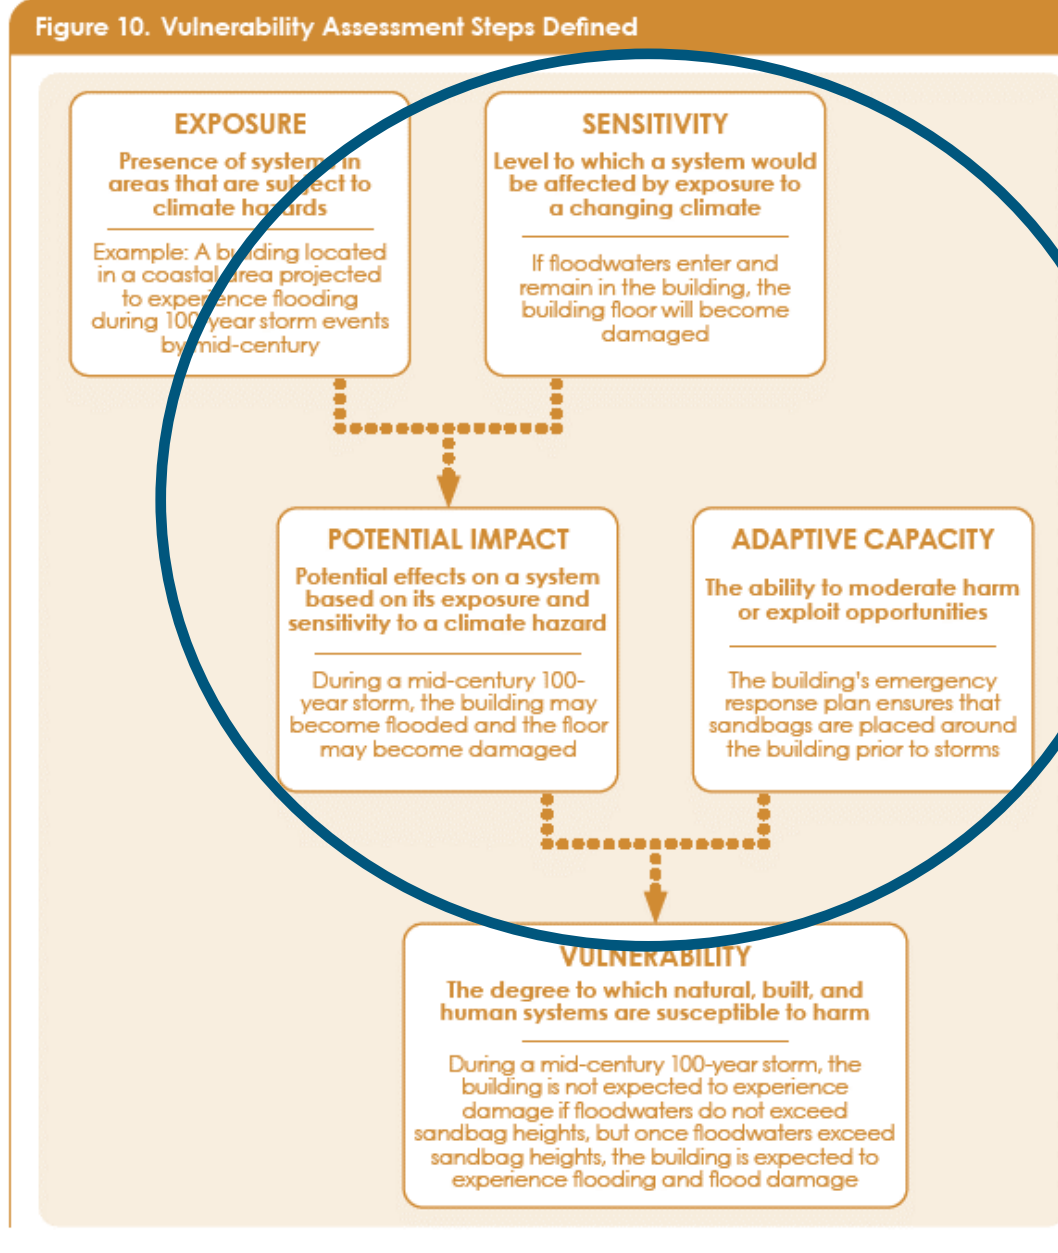 Figure 10. Vulnerability Assessment Steps Defined
EXPOSURE
Presence of systems in
areas that are subject to
climate hazards
Example: A building located
in a coastal area projected
to experience flooding
during 100-year storm events
by mid-century
SENSITIVITY
Level to which a system would
be affected by exposure to
a changing climate
If floodwaters enter and
remain in the building, the
building floor will become
damaged
POTENTIAL IMPACT
Potential effects on a system
based on its exposure and
sensitivity to a climate hazard
During a mid-century 100-
year storm, the building may
become flooded and the floor
may become damaged
ADAPTIVE CAPACITY
The ability to moderate harm
or exploit opportunities
The building's emergency
response plan ensures that
sandbags are placed around
the building prior to storms
VULNERABILITY
The degree to which natural, built, and
human systems are susceptible to harm
During a mid-century 100-year storm, the
building is not expected to experience
damage if floodwaters do not exceed
sandbag heights, but once floodwaters exceed
sandbag heights, the building is expected to
experience flooding and flood damage